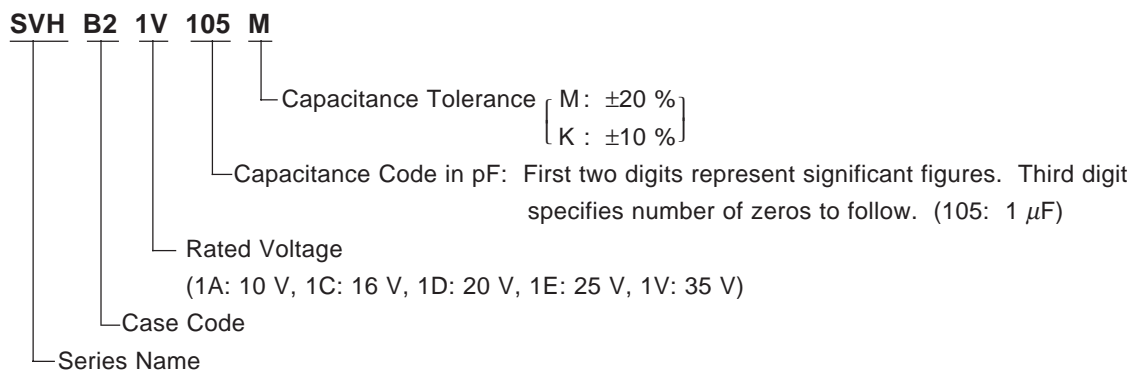 SVH B2 1V 105 M
Capacitance Tolerance [ M: ±20 % ]
K : ±10 %
Capacitance Code in pF: First two digits represent significant figures. Third digit
specifies number of zeros to follow. (105: 1 μF)
Rated Voltage
(1A: 10 V, 1C: 16 V, 1D: 20 V, 1E: 25 V, 1V: 35 V)
Case Code
Series Name